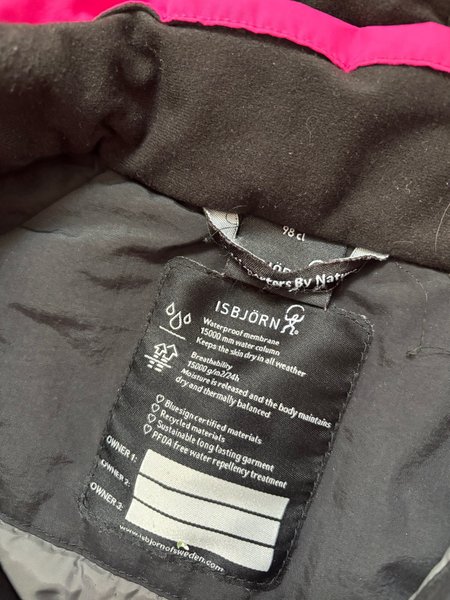 98 cl
By Natu
ISBJÖRN
Waterproof membrane
15000 mm water column
Keeps the skin dry in all weather
Breathability
15000 g/m2/24h
Moisture is released and the body maintains
dry and thermally balanced
Bluesign certified materials
Recycled materials
Sustainable long lasting garment
PFOA free water repellency treatment
OWNER 1:
OWNER 2:
OWNER 3:
www.isbjornofsweden.com